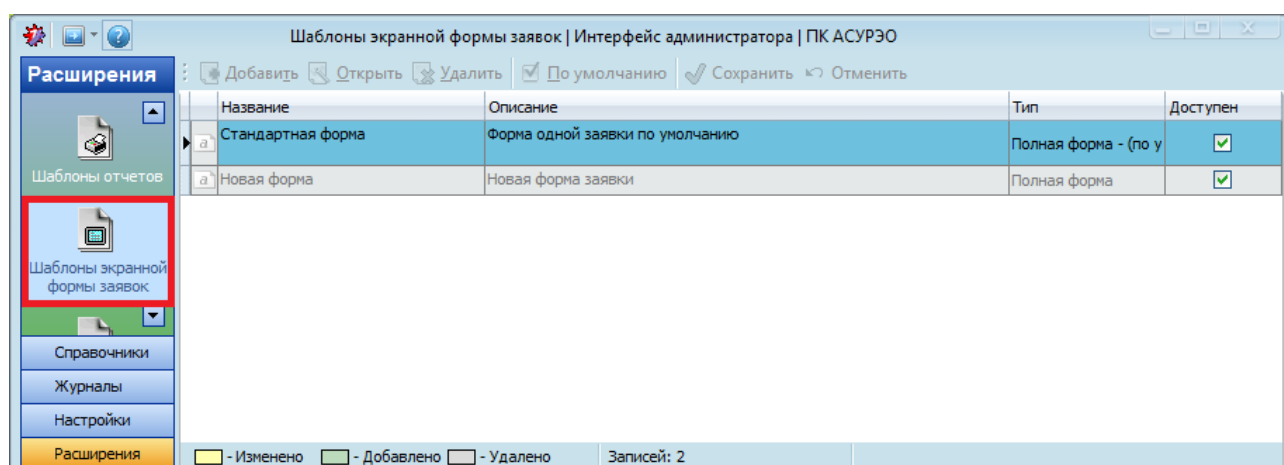 Шаблоны экранной формы заявок | Интерфейс администратора | ПК АСУРЭО
Расширения
Добавить Открыть Удалить По умолчанию Сохранить Отменить
Название Описание Тип Доступен
Стандартная форма Форма одной заявки по умолчанию Полная форма - (по у
Новая форма Новая форма заявки Полная форма
Шаблоны отчетов
Шаблоны экранной
формы заявок
Справочники
Журналы
Настройки
Расширения
- Изменено - Добавлено - Удалено Записей: 2